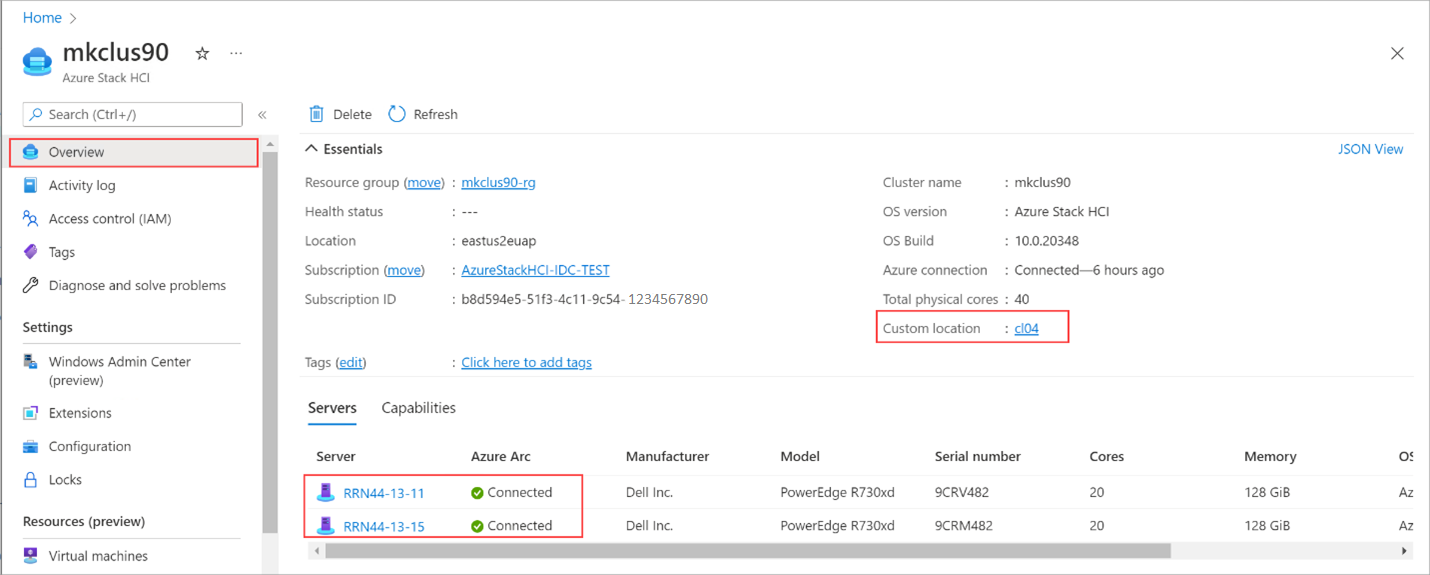 Home
mkclus90
Azure Stack HCI
Search (Ctrl+/)
Overview
Activity log
Access control (IAM)
Tags
Diagnose and solve problems
Settings
Windows Admin Center
(preview)
Extensions
Configuration
Locks
Resources (preview)
Virtual machines
Delete Refresh
Essentials JSON View
Resource group (move) : mkclus90-rg
Health status : ---
Location : eastus2euap
Subscription (move) : AzureStackHCI-IDC-TEST
Subscription ID : b8d594e5-51f3-4c11-9c54-1234567890
Tags (edit) : Click here to add tags
Cluster name : mkclus90
OS version : Azure Stack HCI
OS Build : 10.0.20348
Azure connection : Connected—6 hours ago
Total physical cores : 40
Custom location : cl04
Servers Capabilities
Server Azure Arc Manufacturer Model Serial number Cores Memory OS
RRN44-13-11 Connected Dell Inc. PowerEdge R730xd 9CRV482 20 128 GiB Az
RRN44-13-15 Connected Dell Inc. PowerEdge R730xd 9CRM482 20 128 GiB Az